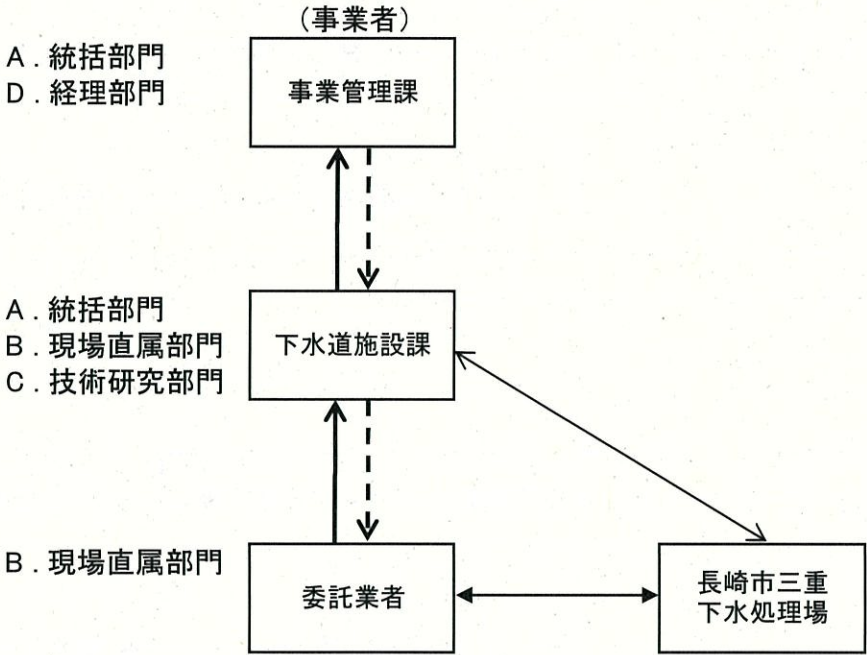 （事業者）
A．統括部門
D．経理部門
事業管理課
A．統括部門
B．現場直属部門
C．技術研究部門
下水道施設課
B．現場直属部門
委託業者
長崎市三重
下水処理場